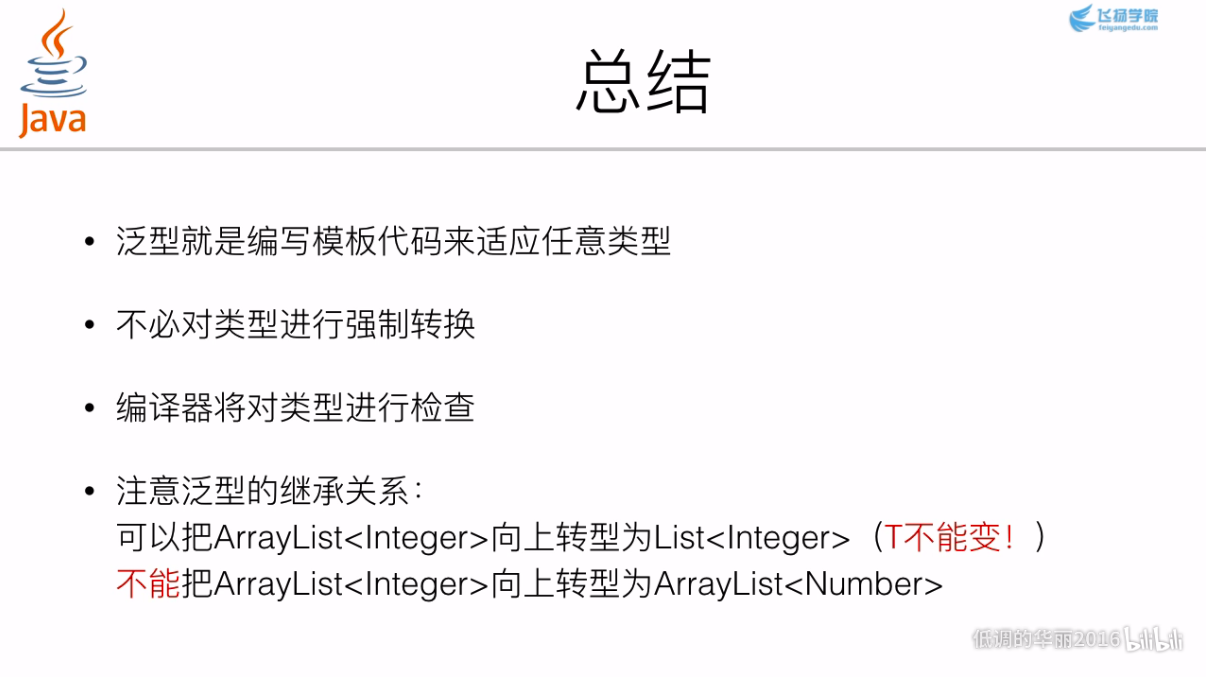 Java
飞扬学院
feiyangedu.com
总结
• 泛型就是编写模板代码来适应任意类型
• 不必对类型进行强制转换
• 编译器将对类型进行检查
• 注意泛型的继承关系：
可以把ArrayList<Integer>向上转型为List<Integer>（T不能变！）
不能把ArrayList<Integer>向上转型为ArrayList<Number>
低调的华丽2016 bilibili